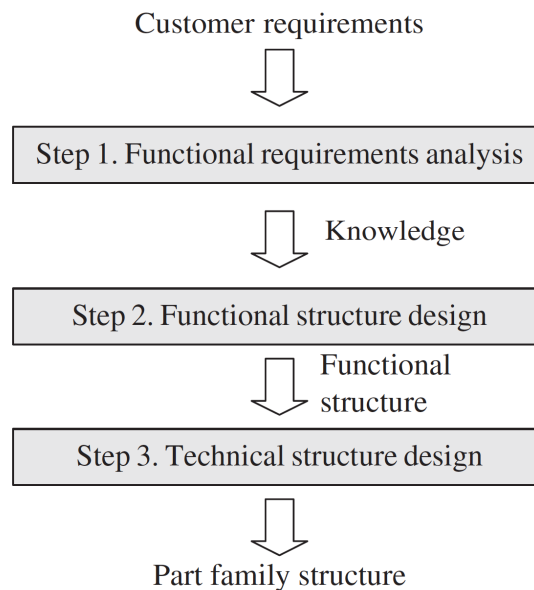 Customer requirements
Step 1. Functional requirements analysis
Knowledge
Step 2. Functional structure design
Functional
structure
Step 3. Technical structure design
Part family structure